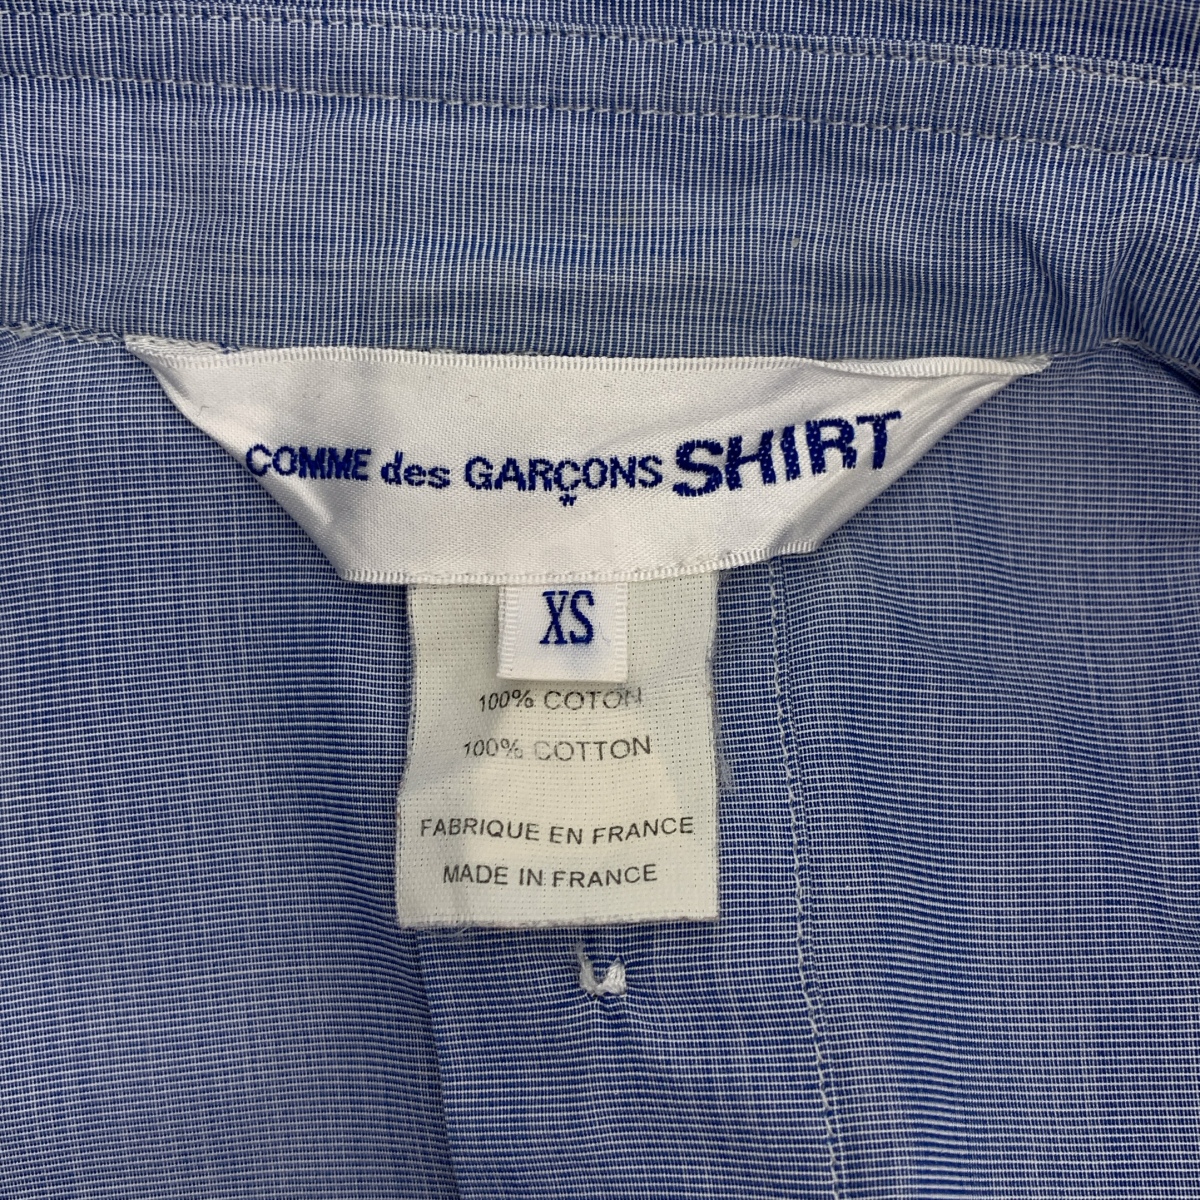 COMME des GARÇONS SHIRT
XS
100% COTON
100% COTTON
FABRIQUE EN FRANCE
MADE IN FRANCE